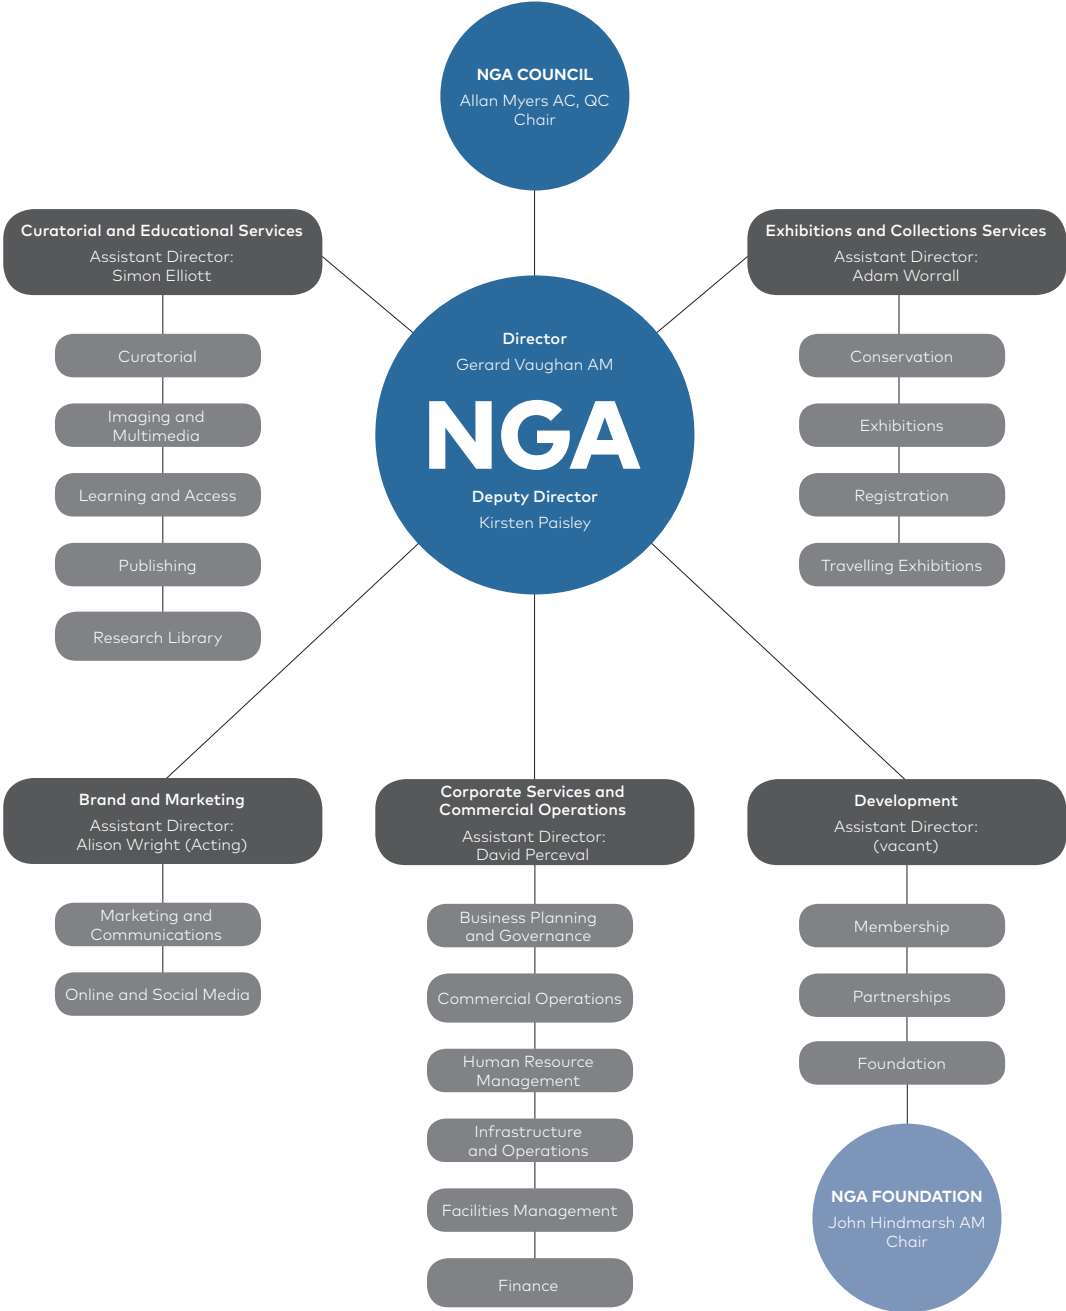 NGA COUNCIL
Allan Myers AC, QC
Chair
Curatorial and Educational Services
Assistant Director:
Simon Elliott
Curatorial
Imaging and
Multimedia
Learning and Access
Publishing
Research Library
Exhibitions and Collections Services
Assistant Director:
Adam Worrall
Conservation
Exhibitions
Registration
Travelling Exhibitions
Director
Gerard Vaughan AM
NGA
Deputy Director
Kirsten Paisley
Brand and Marketing
Assistant Director:
Alison Wright (Acting)
Marketing and
Communications
Online and Social Media
Corporate Services and
Commercial Operations
Assistant Director:
David Perceval
Business Planning
and Governance
Commercial Operations
Human Resource
Management
Infrastructure
and Operations
Facilities Management
Finance
Development
Assistant Director:
(vacant)
Membership
Partnerships
Foundation
NGA FOUNDATION
John Hindmarsh AM
Chair